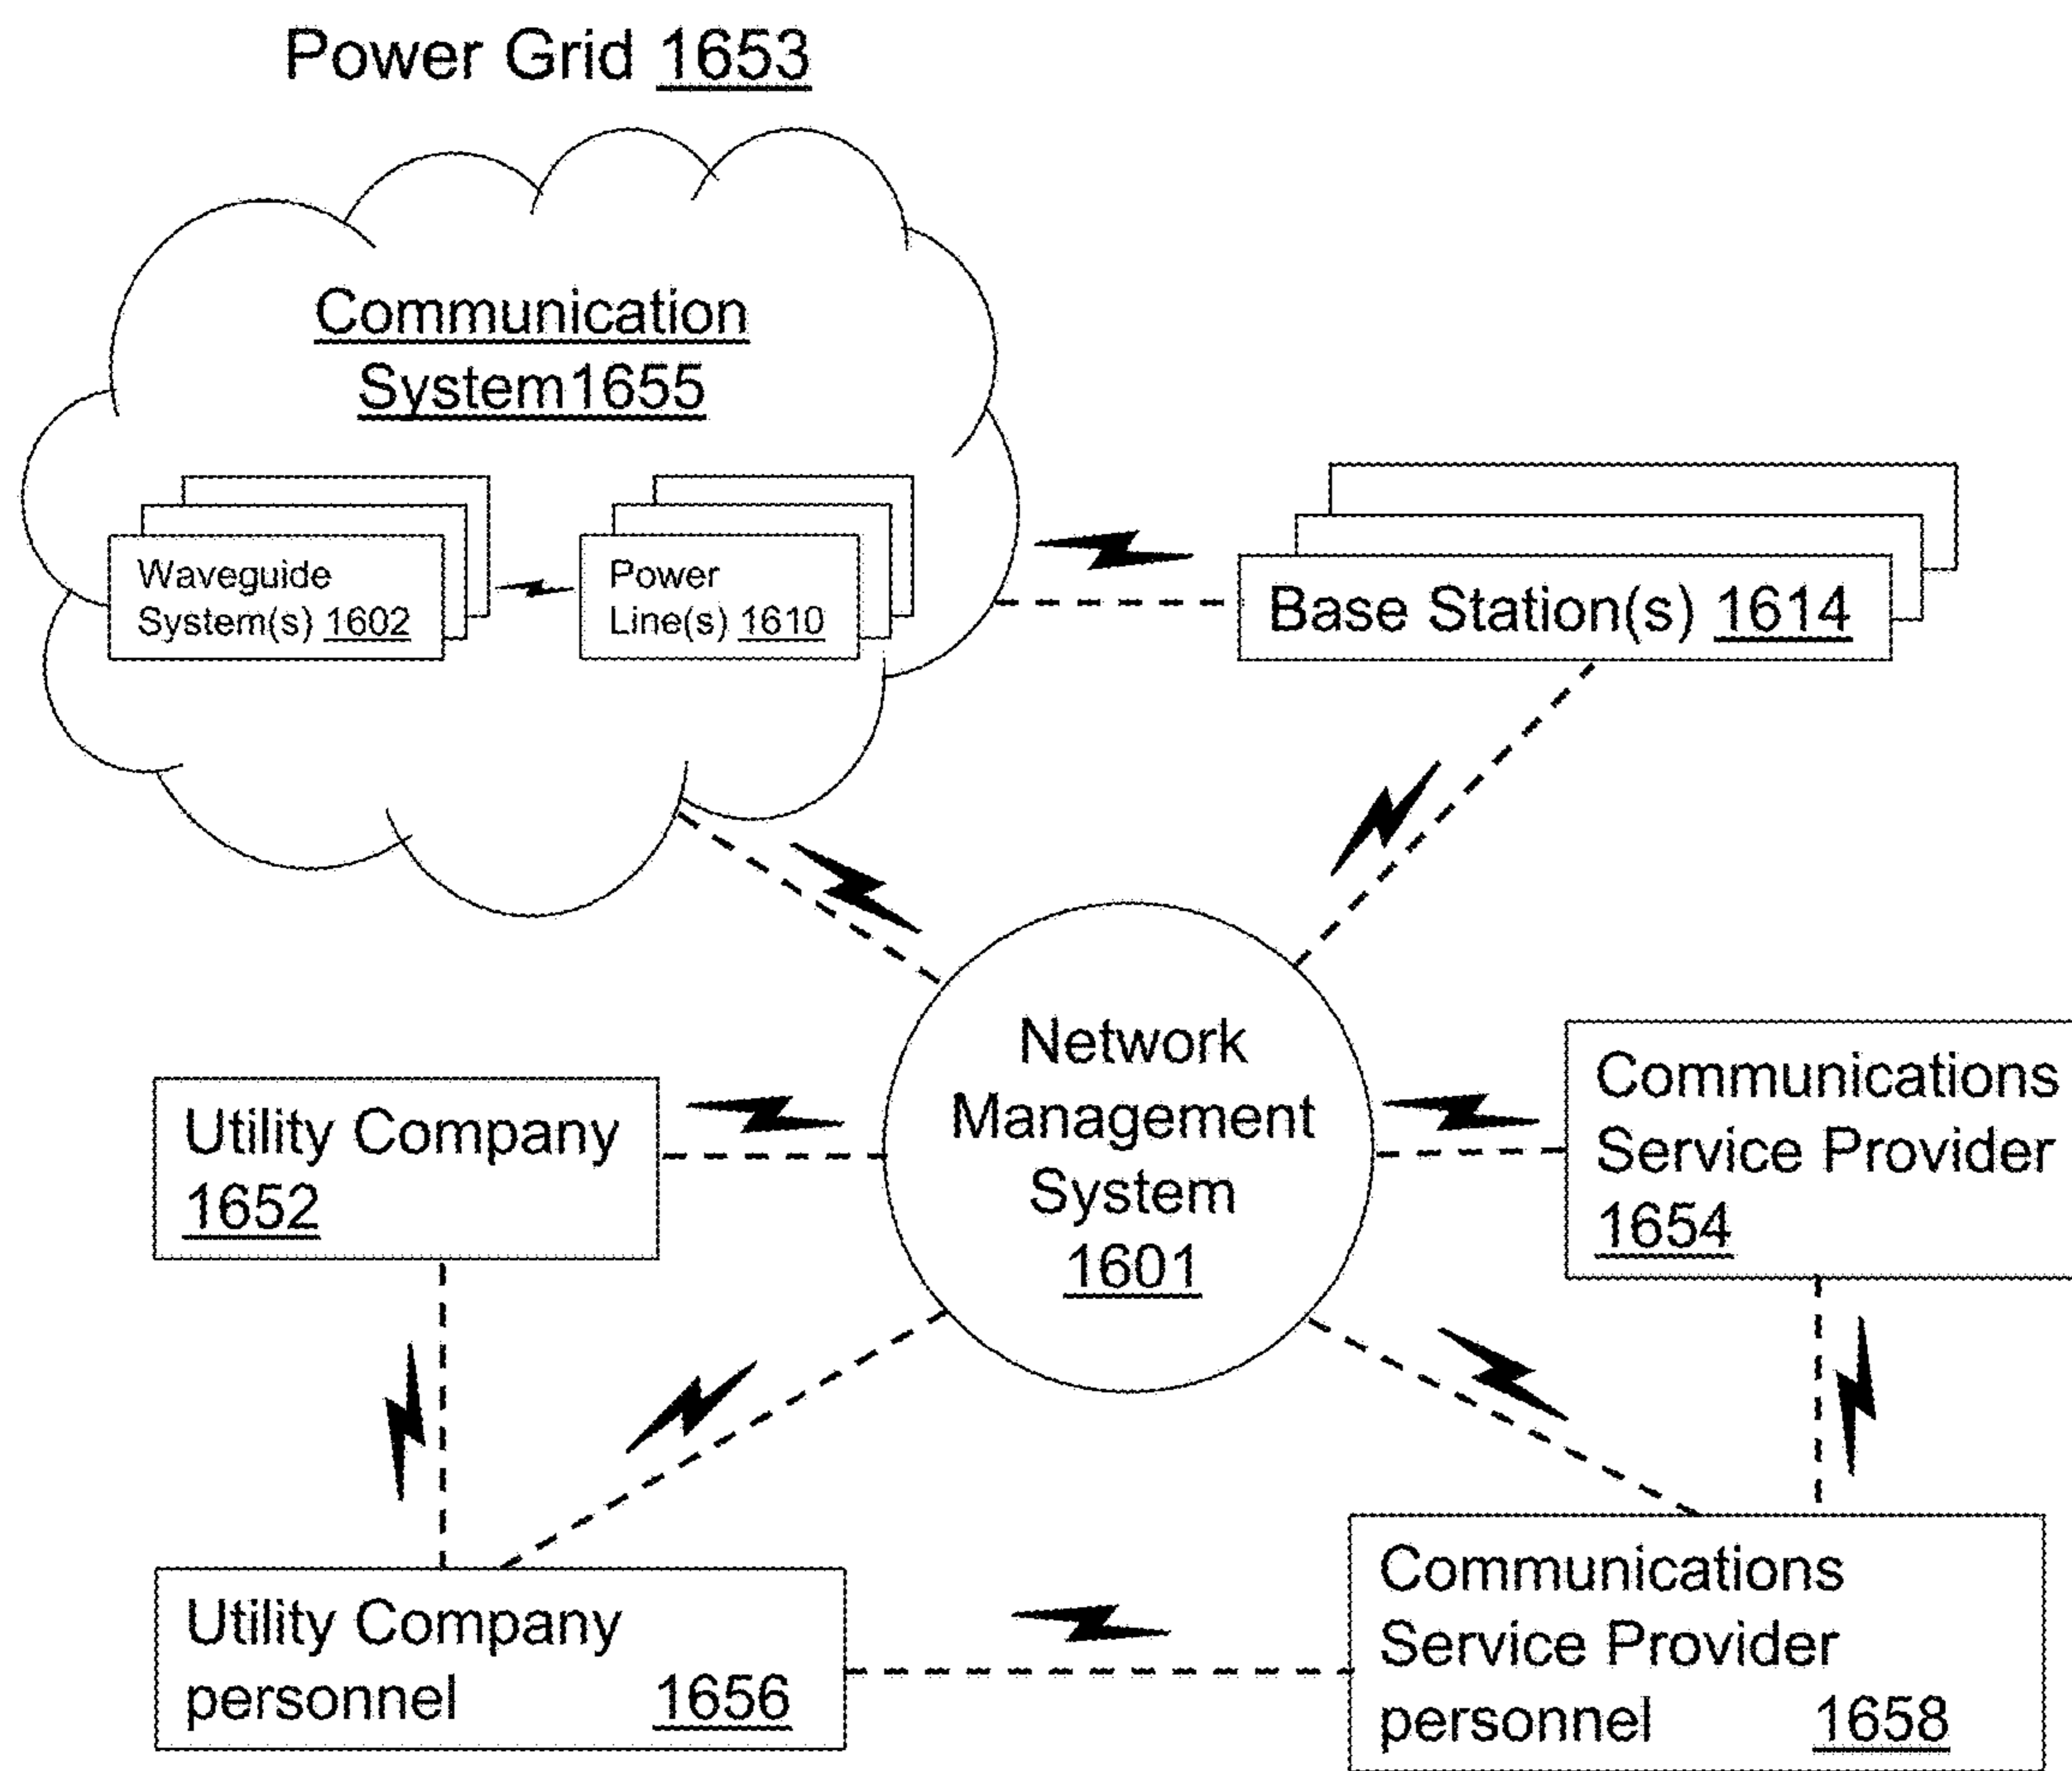 Power Grid 1653
Communication
System1655
Waveguide
System(s) 1602
Power
Line(s) 1610
Base Station(s) 1614
Network
Management
System
1601
Utility Company
1652
Communications
Service Provider
1654
Utility Company
personnel 1656
Communications
Service Provider
personnel 1658